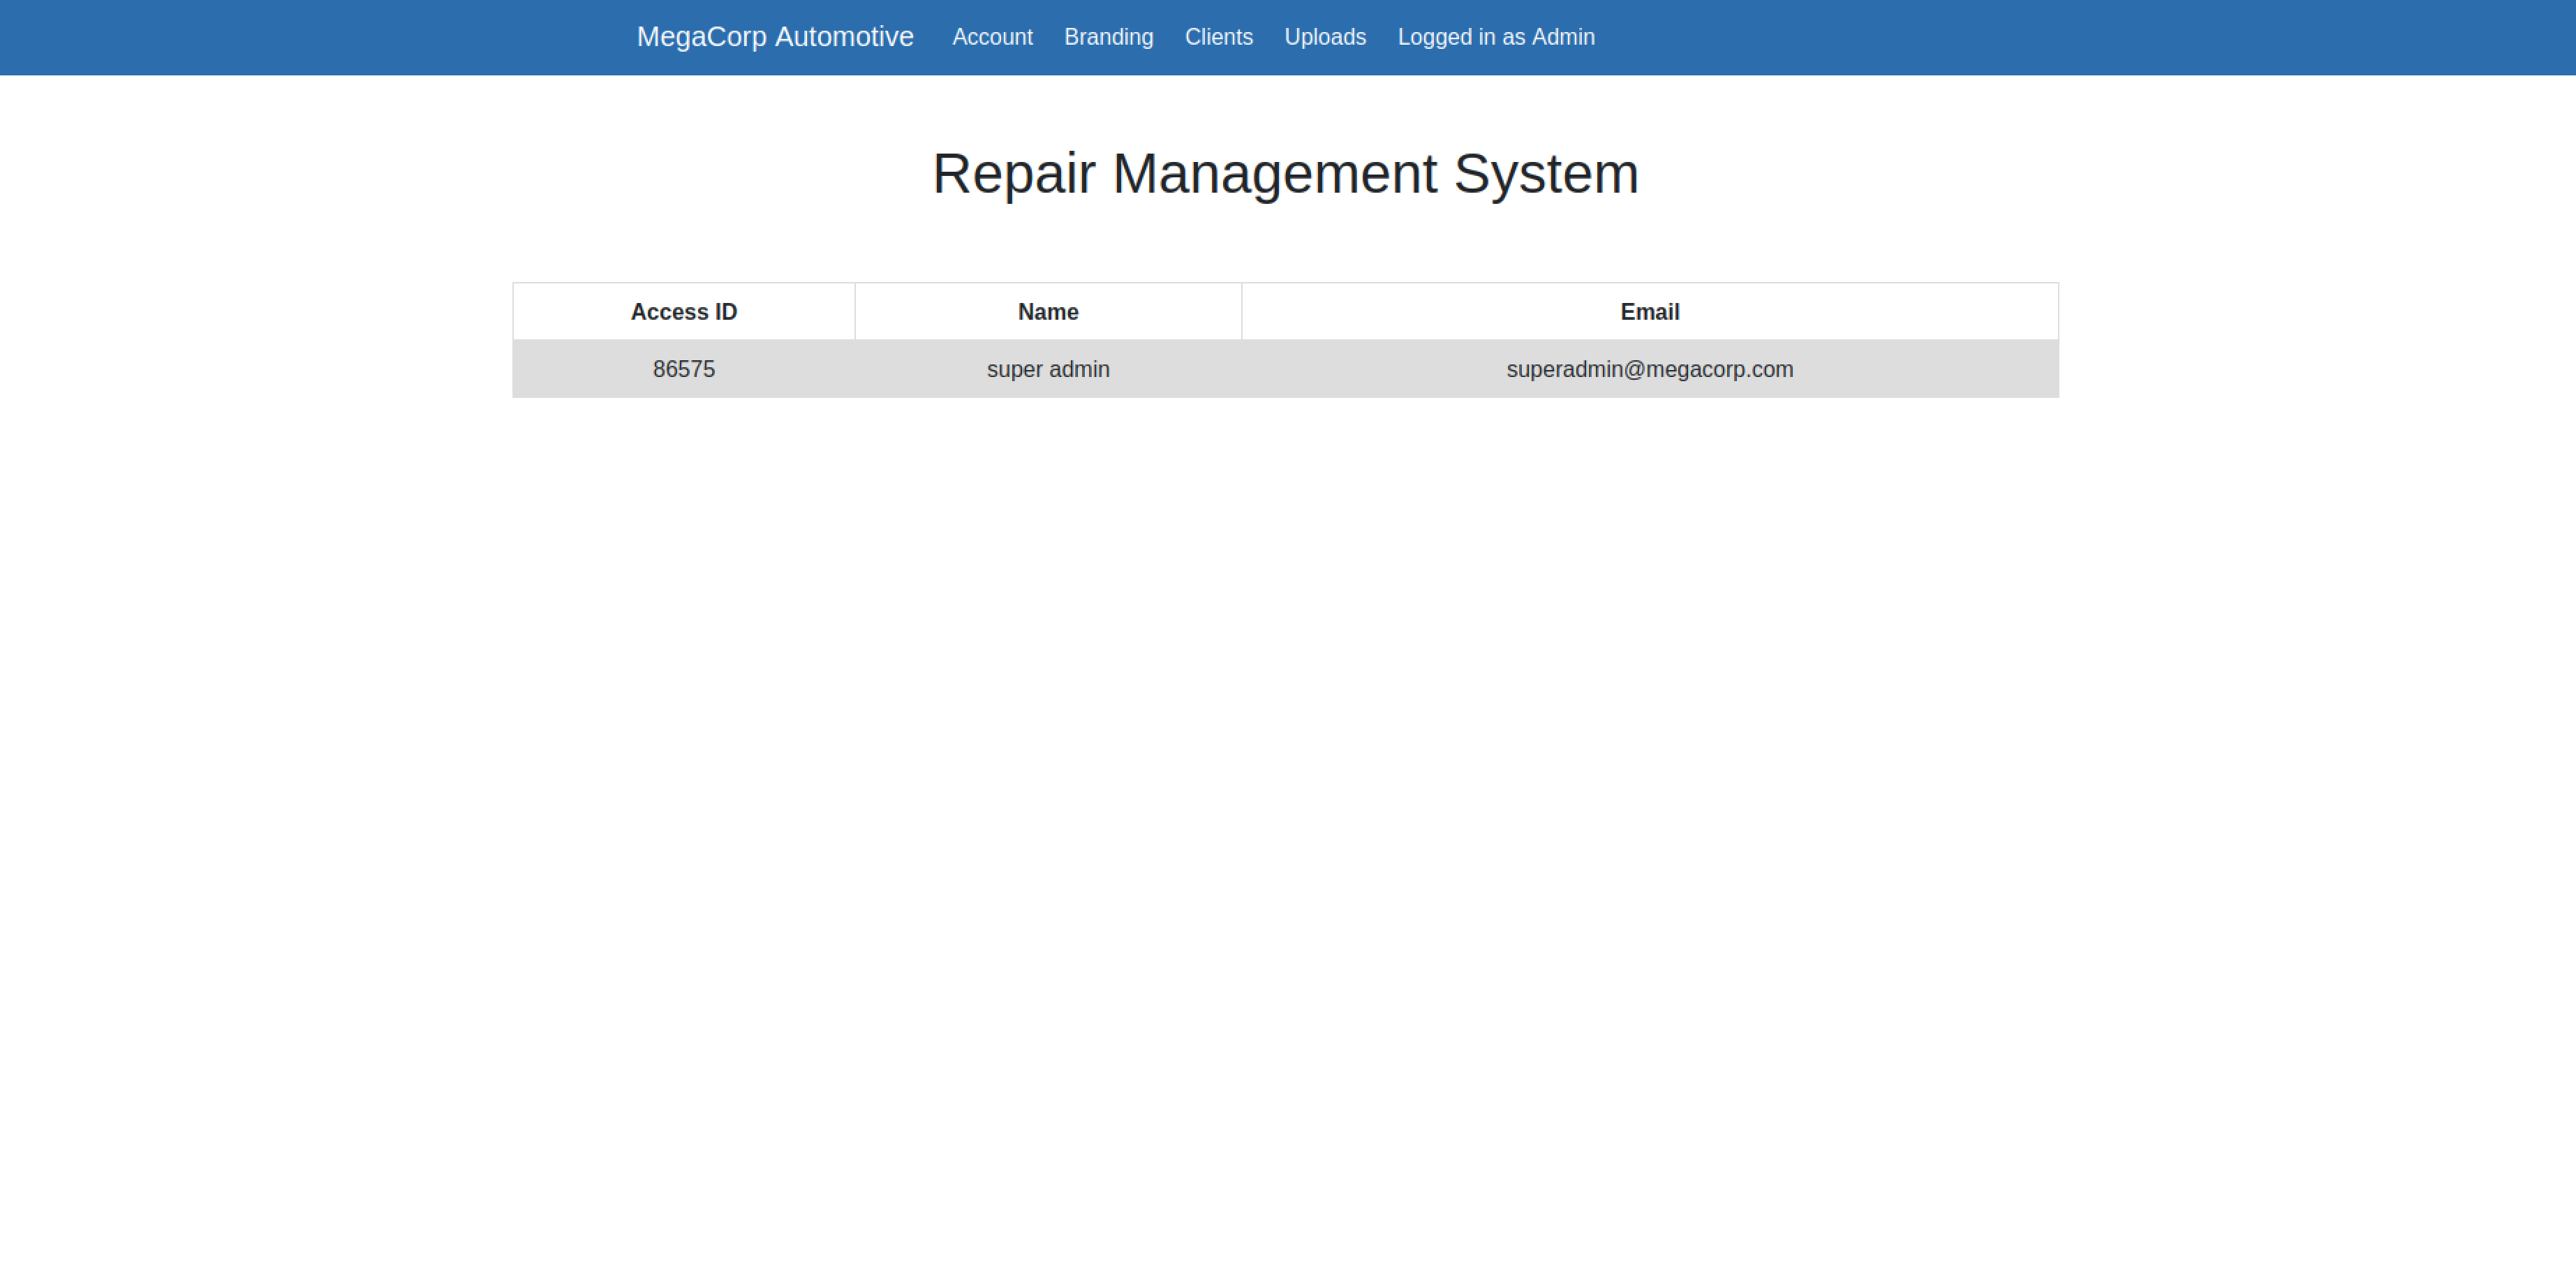 MegaCorp Automotive Account Branding Clients Uploads Logged in as Admin
Repair Management System
Access ID Name Email
86575 super admin superadmin@megacorp.com